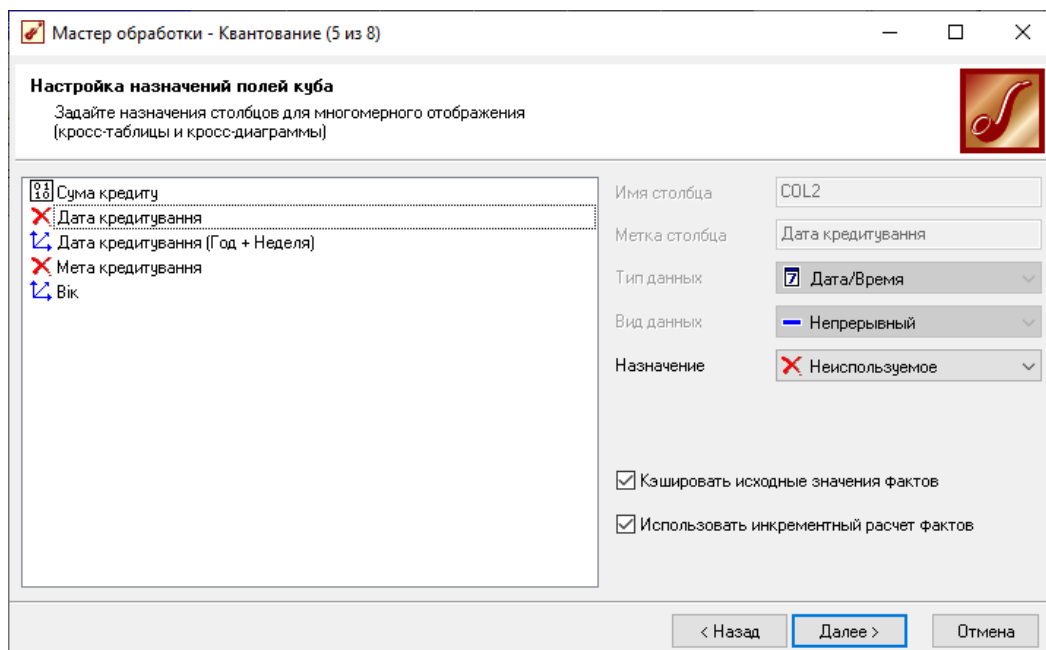 Мастер обработки - Квантование (5 из 8)
Настройка назначений полей куба
Задайте назначения столбцов для многомерного отображения
(кросс-таблицы и кросс-диаграммы)
Сума кредиту
Дата кредитування
Дата кредитування (Год + Неделя)
Мета кредитування
Вік
Имя столбца COL2
Метка столбца Дата кредитування
Тип данных 7 Дата/Время
Вид данных Непрерывный
Назначение Неиспользуемое
Кэшировать исходные значения фактов
Использовать инкрементный расчет фактов
< Назад Далее > Отмена